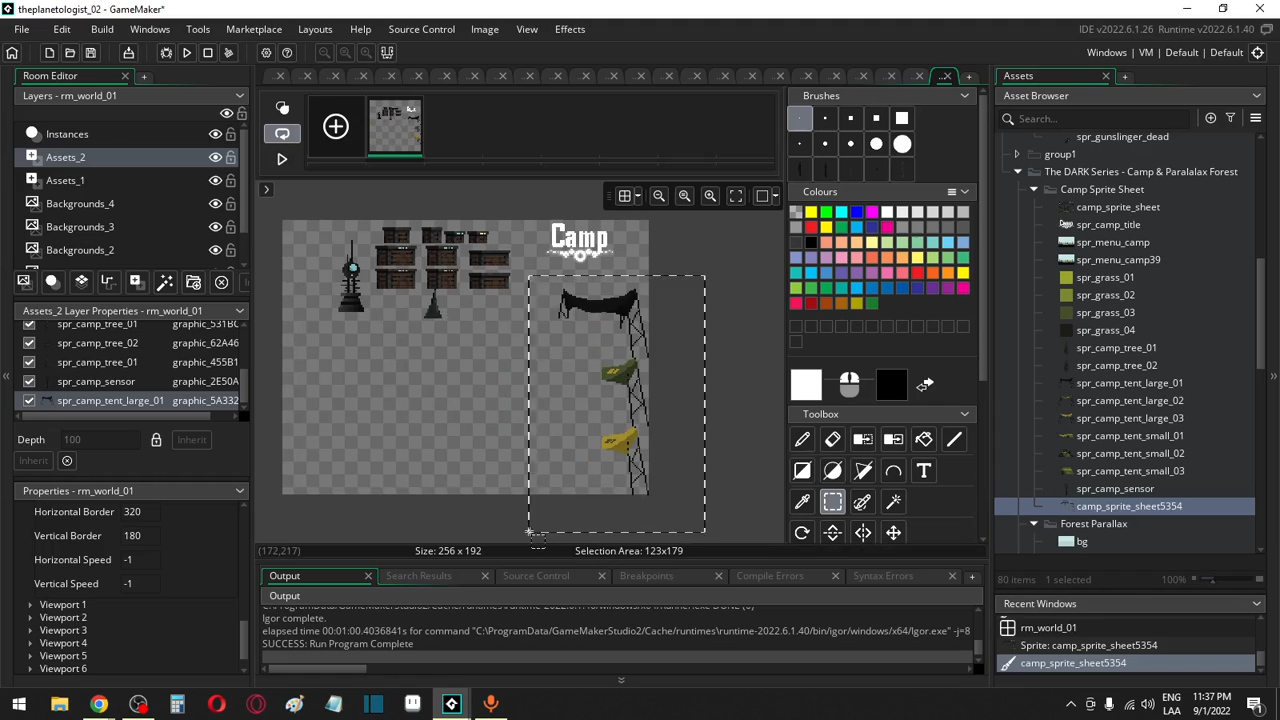 theplanetologist_02 - GameMaker*
File Edit Build Windows Tools Marketplace Layouts Help Source Control Image View Effects
IDE v2022.6.1.26 Runtime v2022.6.1.40
Windows | VM | Default | Default
Room Editor
Layers - rm_world_01
Instances
Assets_2
Assets_1
Backgrounds_4
Backgrounds_3
Backgrounds_2
Assets_2 Layer Properties - rm_world_01
spr_camp_tree_01 graphic_531BC
spr_camp_tree_02 graphic_62A46
spr_camp_tree_01 graphic_455B1
spr_camp_sensor graphic_2E50A
spr_camp_tent_large_01 graphic_5A332
Depth 100 Inherit
Inherit
Properties - rm_world_01
Horizontal Border 320
Vertical Border 180
Horizontal Speed -1
Vertical Speed -1
Viewport 1
Viewport 2
Viewport 3
Viewport 4
Viewport 5
Viewport 6
Camp
(172,217) Size: 256 x 192 Selection Area: 123x179
Output Search Results Source Control Breakpoints Compile Errors Syntax Errors
Output
Igor complete.
elapsed time 00:01:00.4036841s for command "C:\ProgramData/GameMakerStudio2/Cache/runtimes\runtime-2022.6.1.40/bin/igor/windows/x64/Igor.exe" -j=8
SUCCESS: Run Program Complete
Brushes
Colours
Toolbox
Assets
Asset Browser
Search...
spr_gunslinger_dead
group1
The DARK Series - Camp & Paralalax Forest
Camp Sprite Sheet
camp_sprite_sheet
spr_camp_title
spr_menu_camp
spr_menu_camp39
spr_grass_01
spr_grass_02
spr_grass_03
spr_grass_04
spr_camp_tree_01
spr_camp_tree_02
spr_camp_tent_large_01
spr_camp_tent_large_02
spr_camp_tent_large_03
spr_camp_tent_small_01
spr_camp_tent_small_02
spr_camp_tent_small_03
spr_camp_sensor
camp_sprite_sheet5354
Forest Parallax
bg
80 items 1 selected 100%
Recent Windows
rm_world_01
Sprite: camp_sprite_sheet5354
camp_sprite_sheet5354
ENG
LAA
11:37 PM
9/1/2022